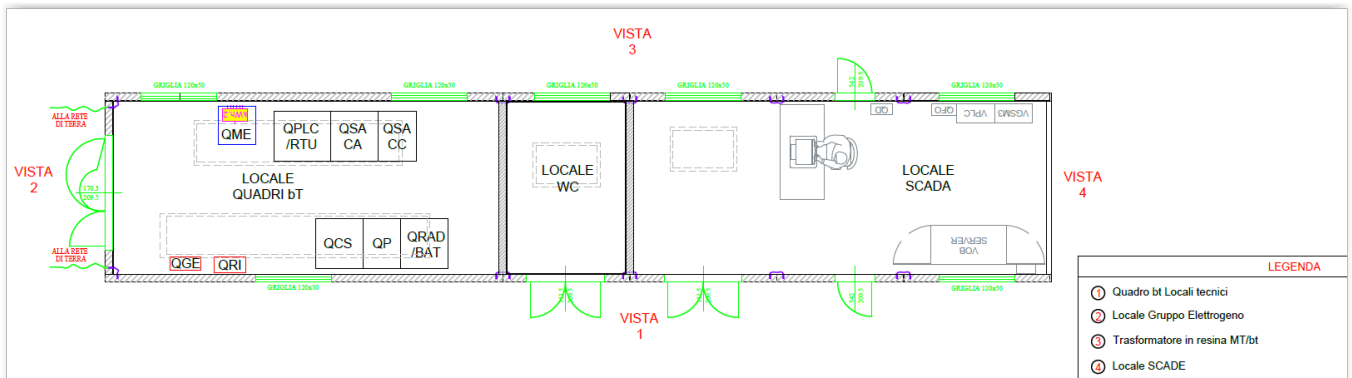 VISTA
3
GRIGLIA 120x50
GRIGLIA 120x50
GRIGLIA 120x50
GRIGLIA 120x50
GRIGLIA 120x50
ALLA RETE
DI TERRA
QME
QPLC
/RTU
QSA
CA
QSA
CC
QD
QFO
VPLC
VGSM3
VISTA
2
LOCALE
QUADRI bT
LOCALE
WC
LOCALE
SCADA
VISTA
4
209,5
QCS
QP
QRAD
/BAT
VOB
SERVER
ALLA RETE
DI TERRA
QGE
QRI
GRIGLIA 120x50
GRIGLIA 120x50
VISTA
1
LEGENDA
1 Quadro bt Locali tecnici
2 Locale Gruppo Elettrogeno
3 Trasformatore in resina MT/bt
4 Locale SCADE